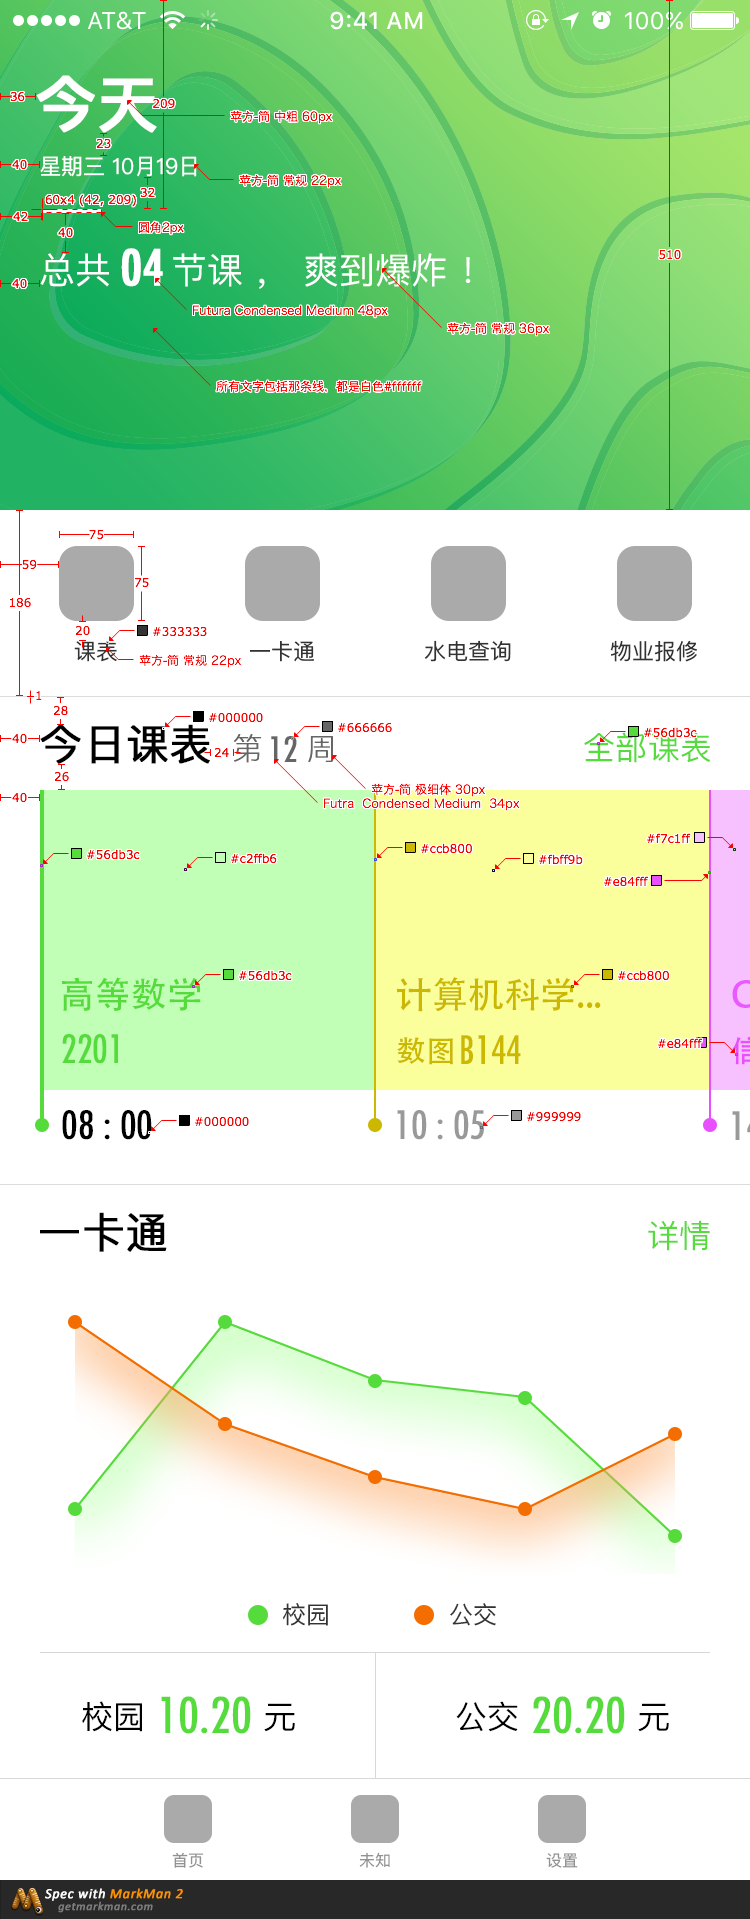 AT&T 9:41 AM 100%
36 今天 209
苹方-简 中粗 60px
23
40 星期三 10月19日
苹方-简 常规 22px
32
60x4 (42, 209)
42
圆角2px
40
510
40 总共 04 节课， 爽到爆炸！
Futura Condensed Medium 48px
苹方-简 常规 36px
所有文字包括那条线，都是白色#ffffff
75
59
75
186
20 #333333
课表 一卡通 水电查询 物业报修
苹方-简 常规 22px
1
28
#000000
#666666
#56db3c
40 今日课表 24 第 12 周 全部课表
26
苹方-简 极细体 30px
Futra Condensed Medium 34px
40
#56db3c #c2ffb6 #ccb800 #fbff9b #f7c1ff
#e84fff
#56db3c #ccb800
高等数学 计算机科学... C
2201 数图B144 信
#e84fff
08 : 00 #000000 10 : 05 #999999 14
一卡通 详情
校园 公交
校园 10.20 元 公交 20.20 元
首页 未知 设置
Spec with MarkMan 2
getmarkman.com